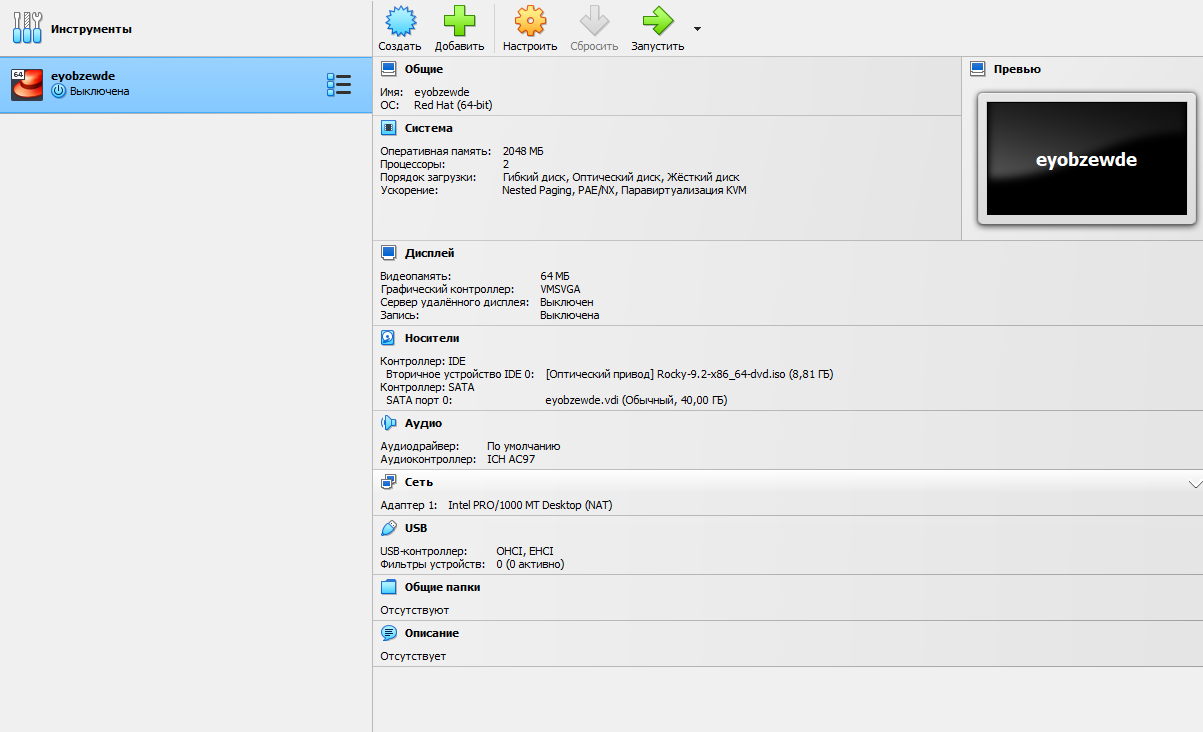 Инструменты
64
eyobzewde
Выключена
Создать Добавить Настроить Сбросить Запустить
Общие
Имя: eyobzewde
ОС: Red Hat (64-bit)
Система
Оперативная память: 2048 МБ
Процессоры: 2
Порядок загрузки: Гибкий диск, Оптический диск, Жёсткий диск
Ускорение: Nested Paging, PAE/NX, Паравиртуализация KVM
Превью
eyobzewde
Дисплей
Видеопамять: 64 МБ
Графический контроллер: VMSVGA
Сервер удалённого дисплея: Выключен
Запись: Выключена
Носители
Контроллер: IDE
Вторичное устройство IDE 0: [Оптический привод] Rocky-9.2-x86_64-dvd.iso (8,81 ГБ)
Контроллер: SATA
SATA порт 0: eyobzewde.vdi (Обычный, 40,00 ГБ)
Аудио
Аудиодрайвер: По умолчанию
Аудиоконтроллер: ICH AC97
Сеть
Адаптер 1: Intel PRO/1000 MT Desktop (NAT)
USB
USB-контроллер: OHCI, EHCI
Фильтры устройств: 0 (0 активно)
Общие папки
Отсутствуют
Описание
Отсутствует